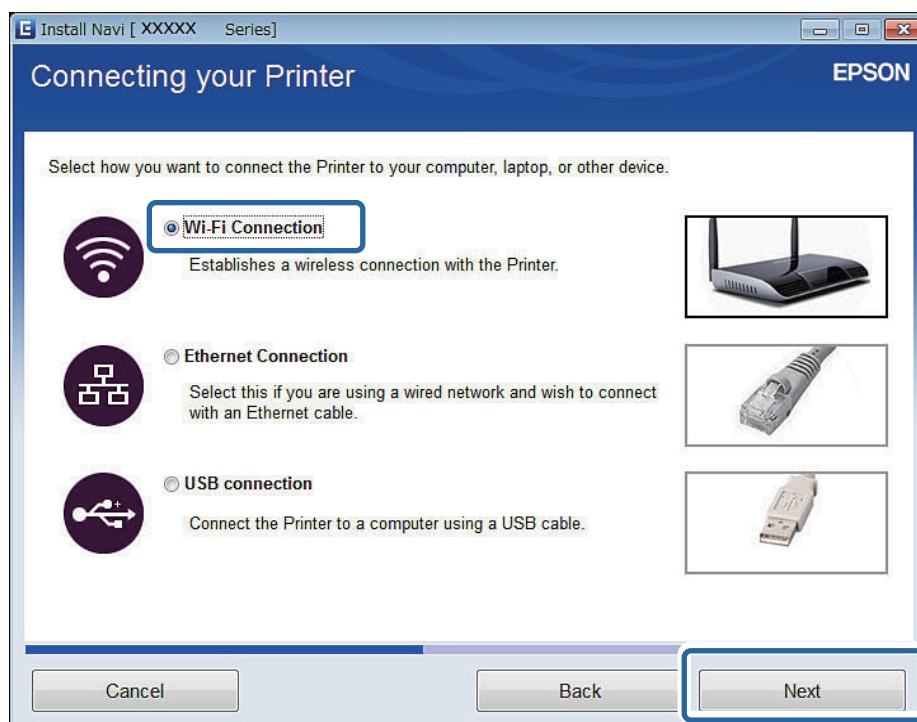 Install Navi [ XXXXX Series]
Connecting your Printer
EPSON
Select how you want to connect the Printer to your computer, laptop, or other device.
Wi-Fi Connection
Establishes a wireless connection with the Printer.
Ethernet Connection
Select this if you are using a wired network and wish to connect
with an Ethernet cable.
USB connection
Connect the Printer to a computer using a USB cable.
Cancel
Back
Next